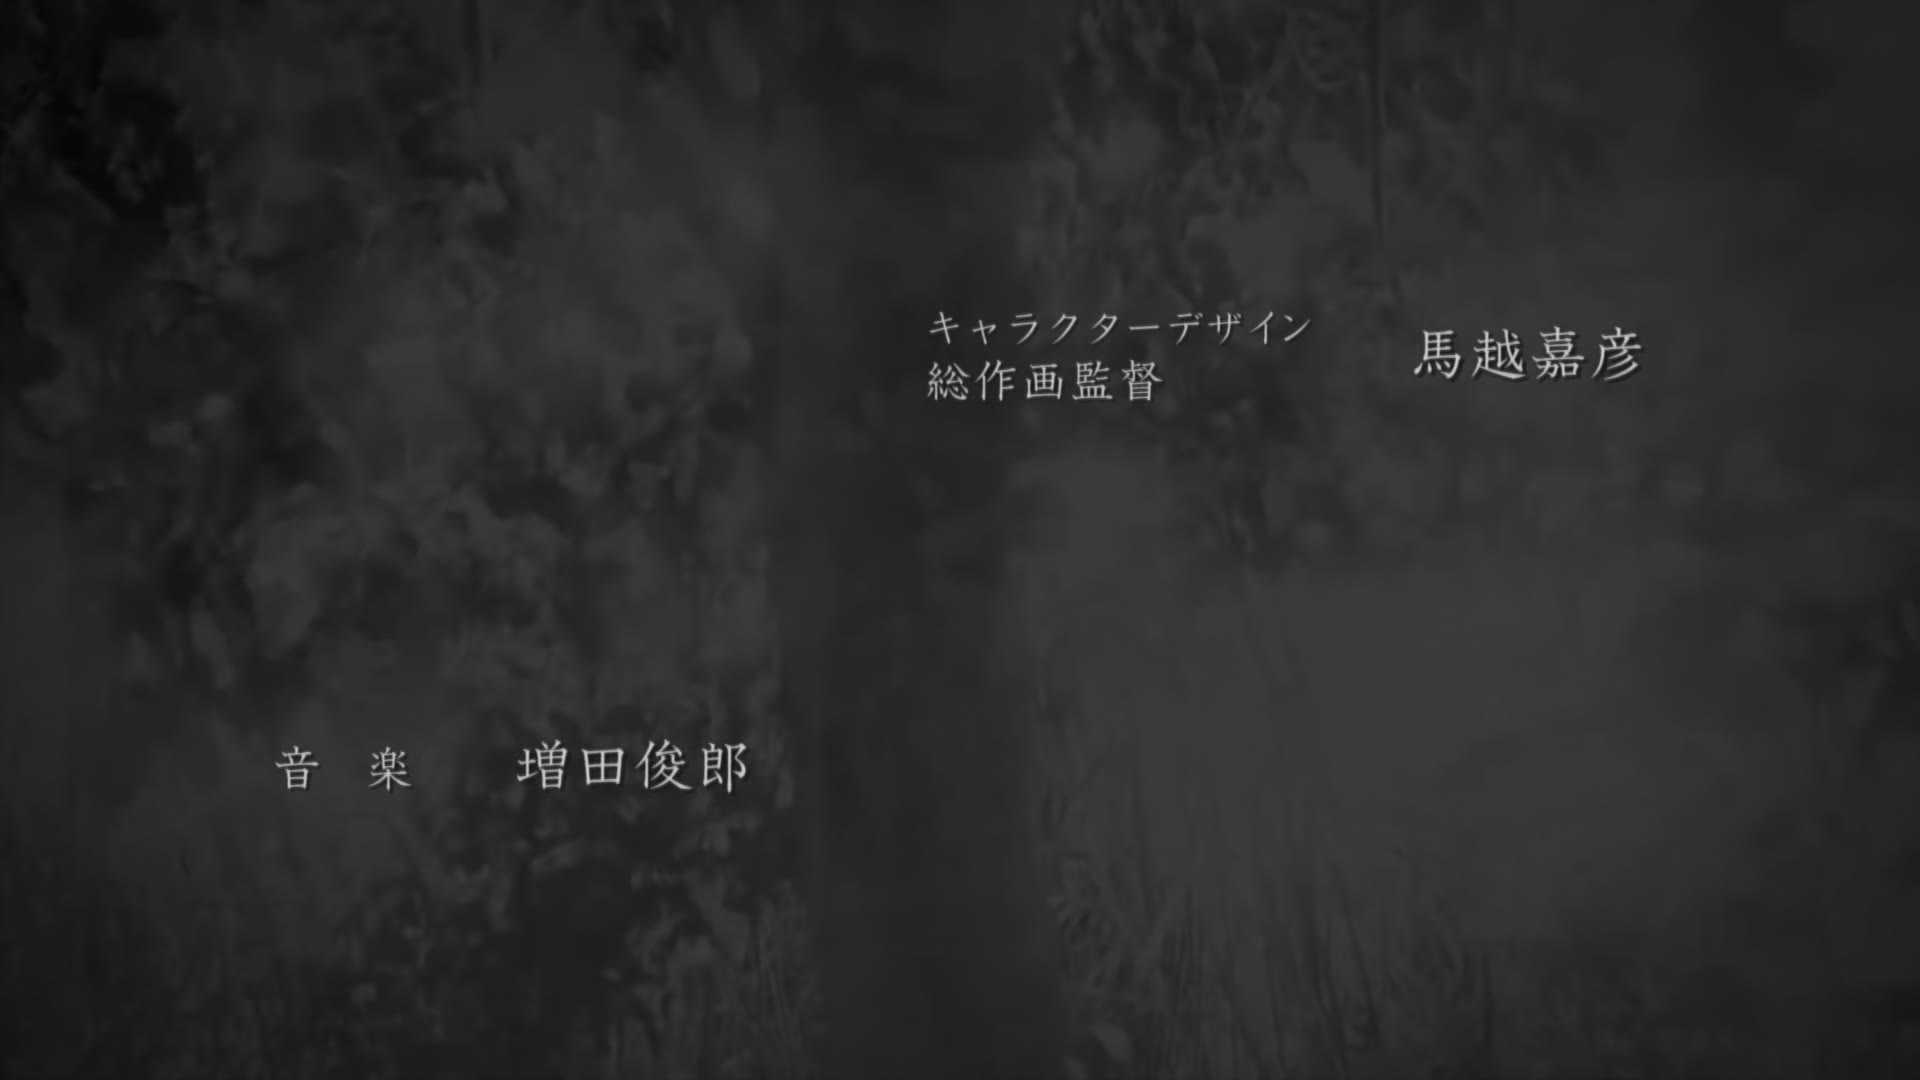 キャラクターデザイン
総作画監督
馬越嘉彦
音　楽　増田俊郎